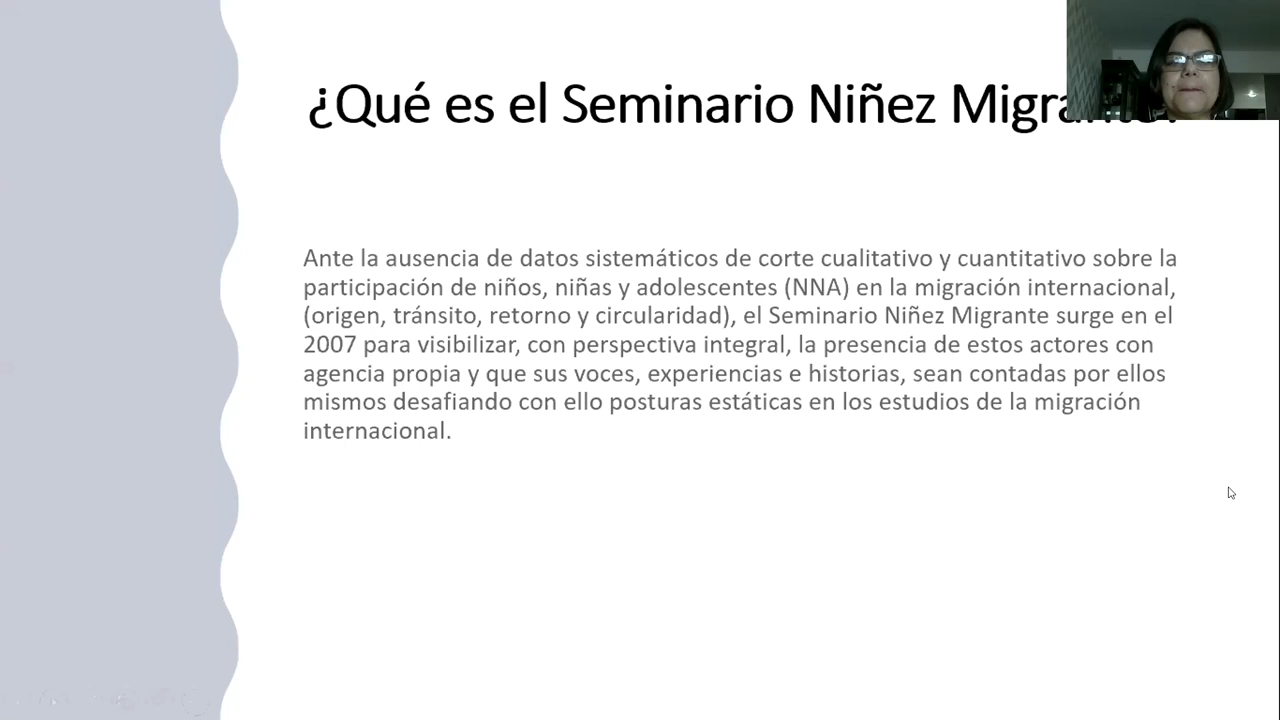 ¿Qué es el Seminario Niñez Migrante?
Ante la ausencia de datos sistemáticos de corte cualitativo y cuantitativo sobre la
participación de niños, niñas y adolescentes (NNA) en la migración internacional,
(origen, tránsito, retorno y circularidad), el Seminario Niñez Migrante surge en el
2007 para visibilizar, con perspectiva integral, la presencia de estos actores con
agencia propia y que sus voces, experiencias e historias, sean contadas por ellos
mismos desafiando con ello posturas estáticas en los estudios de la migración
internacional.